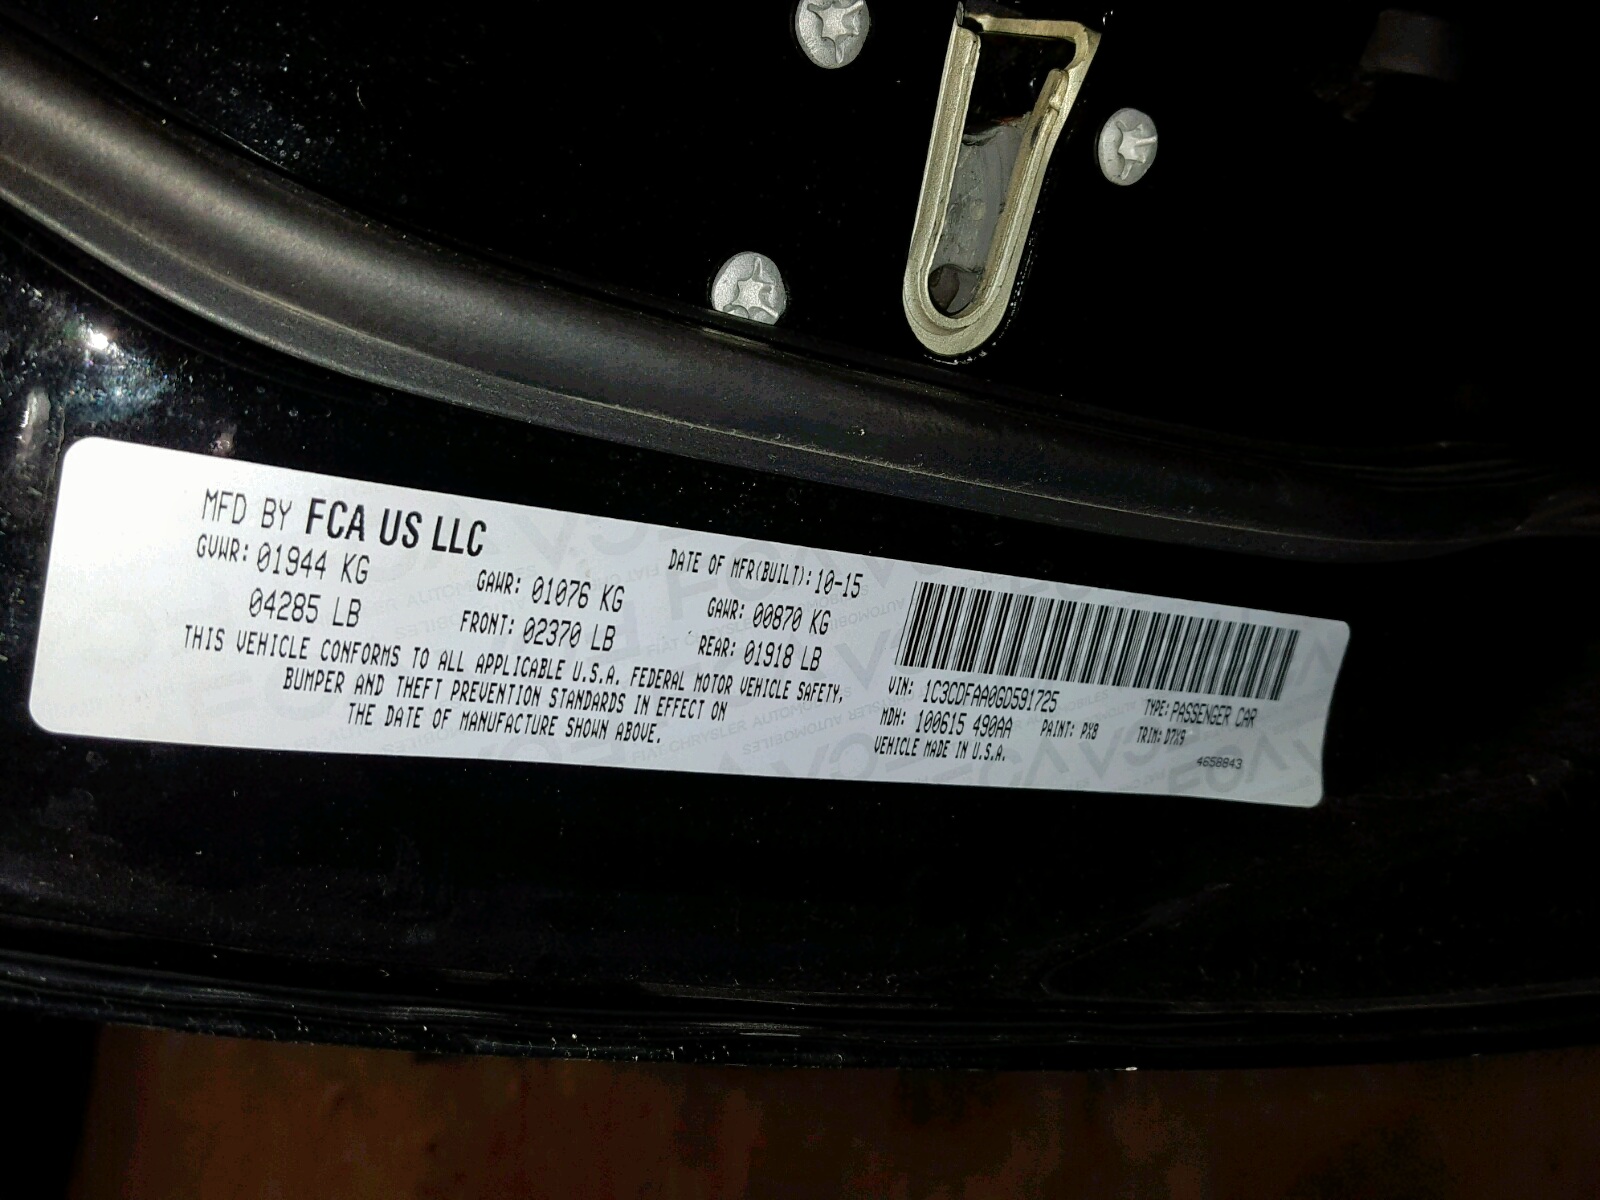 MFD BY FCA US LLC
DATE OF MFR(BUILT): 10-15
GVWR: 01944 KG
04285 LB
GAWR: 01076 KG
FRONT: 02370 LB
GAWR: 00870 KG
REAR: 01918 LB
THIS VEHICLE CONFORMS TO ALL APPLICABLE U.S.A. FEDERAL MOTOR VEHICLE SAFETY,
BUMPER AND THEFT PREVENTION STANDARDS IN EFFECT ON
THE DATE OF MANUFACTURE SHOWN ABOVE.
VIN: 1C3CDFAA0GD591725 TYPE: PASSENGER CAR
MDH: 100615 490AA PAINT: PX8 TRIM: D7X9
VEHICLE MADE IN U.S.A. 4658843